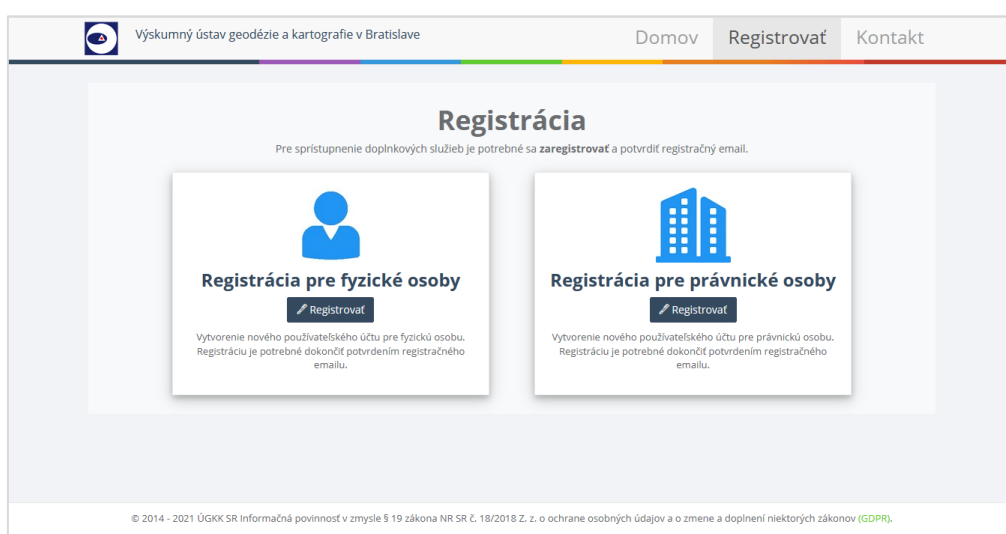 Výskumný ústav geodézie a kartografie v Bratislave
Domov Registrovať Kontakt
Registrácia
Pre sprístupnenie doplnkových služieb je potrebné sa zaregistrovať a potvrdiť registračný email.
Registrácia pre fyzické osoby
Registrovať
Vytvorenie nového používateľského účtu pre fyzickú osobu.
Registráciu je potrebné dokončiť potvrdením registračného
emailu.
Registrácia pre právnické osoby
Registrovať
Vytvorenie nového používateľského účtu pre právnickú osobu.
Registráciu je potrebné dokončiť potvrdením registračného
emailu.
© 2014 - 2021 ÚGKK SR Informačná povinnosť v zmysle § 19 zákona NR SR č. 18/2018 Z. z. o ochrane osobných údajov a o zmene a doplnení niektorých zákonov (GDPR).